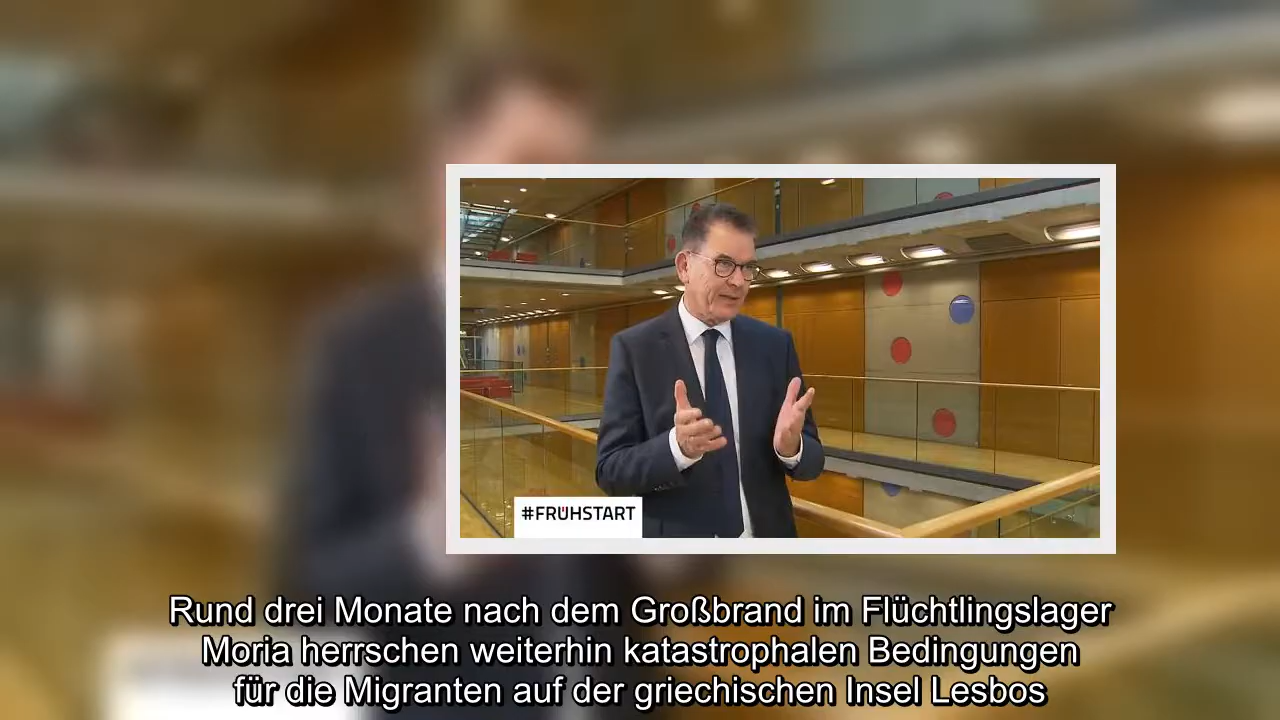 #FRÜHSTART
Rund drei Monate nach dem Großbrand im Flüchtlingslager
Moria herrschen weiterhin katastrophalen Bedingungen
für die Migranten auf der griechischen Insel Lesbos